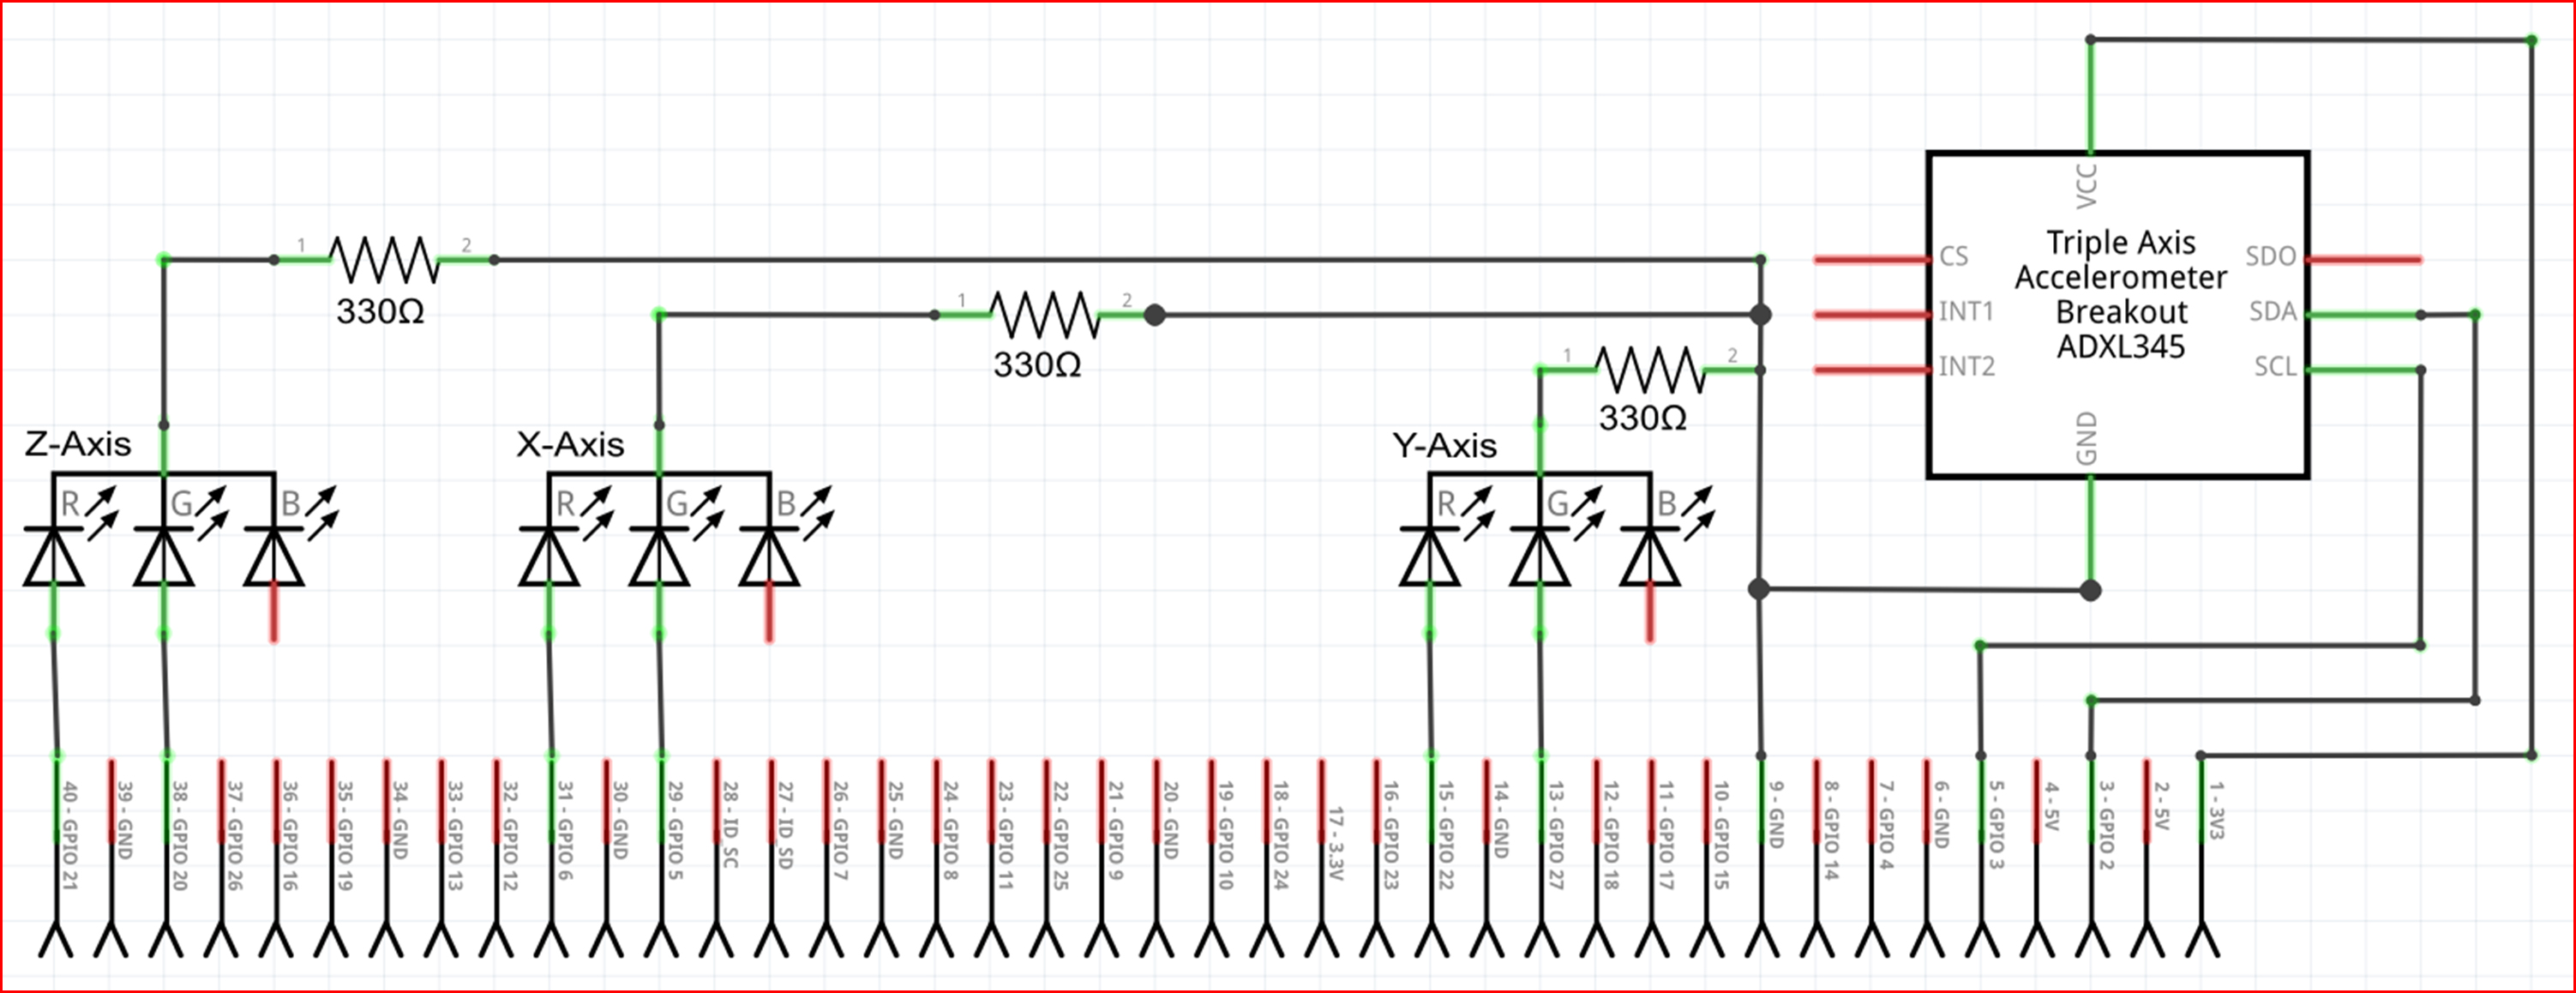 VCC
1 2
330Ω
CS
Triple Axis
Accelerometer
Breakout
ADXL345
SDO
1 2
330Ω
INT1
SDA
1 2
330Ω
INT2
SCL
GND
Z-Axis
R G B
X-Axis
R G B
Y-Axis
R G B
40 - GPIO 21
39 - GND
38 - GPIO 20
37 - GPIO 26
36 - GPIO 16
35 - GPIO 19
34 - GND
33 - GPIO 13
32 - GPIO 12
31 - GPIO 6
30 - GND
29 - GPIO 5
28 - ID_SC
27 - ID_SD
26 - GPIO 7
25 - GND
24 - GPIO 8
23 - GPIO 11
22 - GPIO 25
21 - GPIO 9
20 - GND
19 - GPIO 10
18 - GPIO 24
17 - 3.3V
16 - GPIO 23
15 - GPIO 22
14 - GND
13 - GPIO 27
12 - GPIO 18
11 - GPIO 17
10 - GPIO 15
9 - GND
8 - GPIO 14
7 - GPIO 4
6 - GND
5 - GPIO 3
4 - 5V
3 - GPIO 2
2 - 5V
1 - 3V3